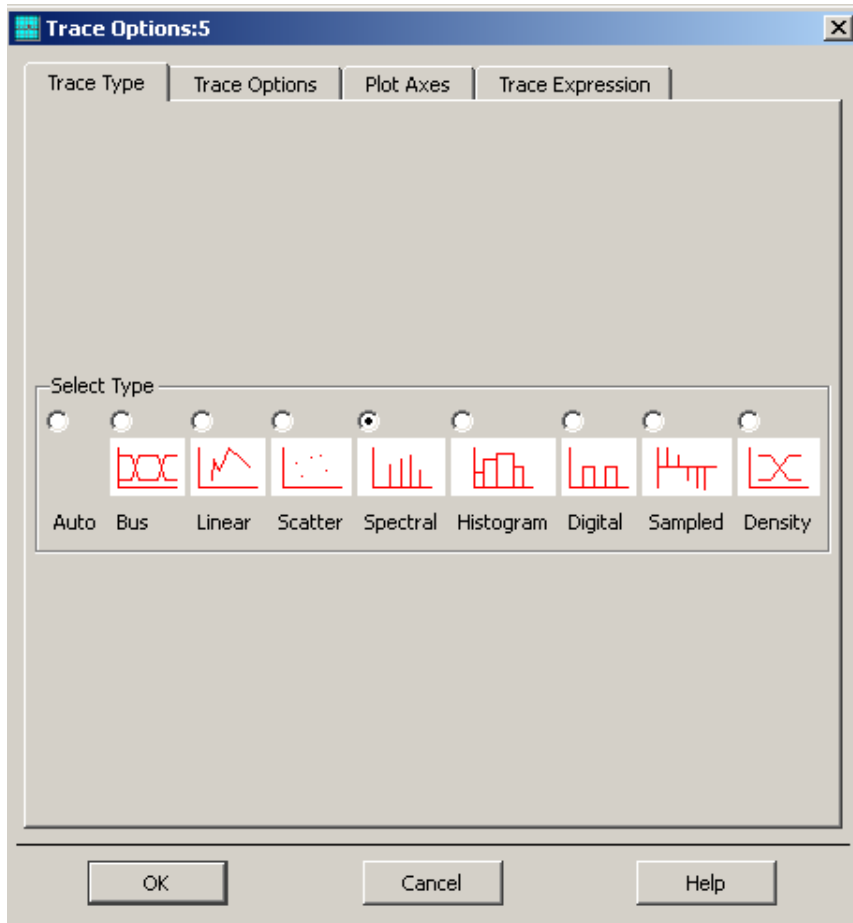 Trace Options:5
Trace Type Trace Options Plot Axes Trace Expression
Select Type
Auto Bus Linear Scatter Spectral Histogram Digital Sampled Density
OK Cancel Help